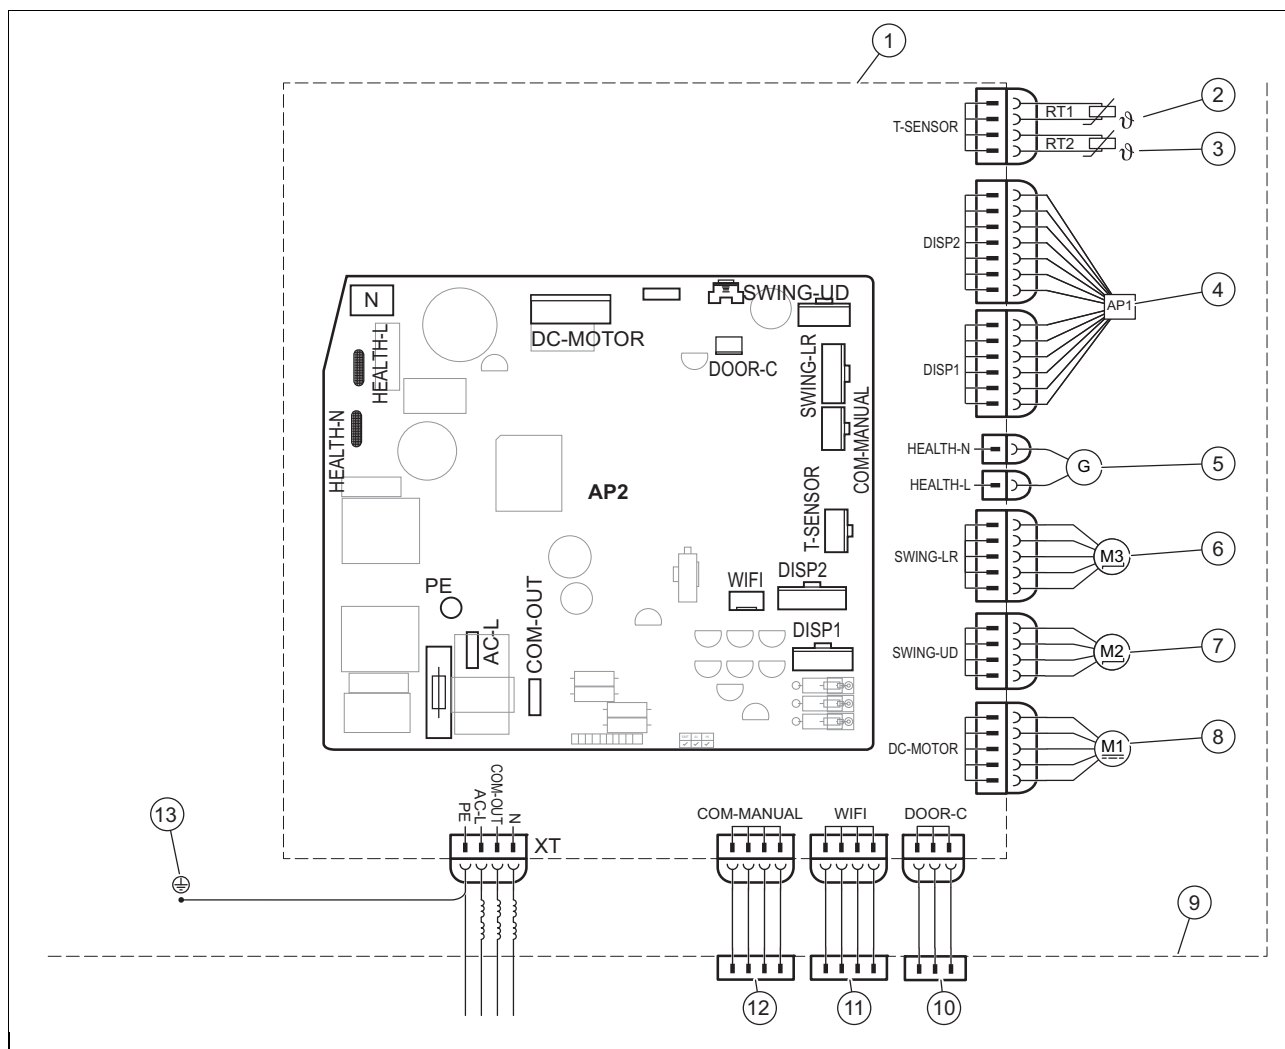 1
T-SENSOR
RT1
ϑ
2
RT2
ϑ
3
DISP2
AP1
4
DISP1
N
SWING-UD
DC-MOTOR
HEALTH-L
HEALTH-N
DOOR-C
SWING-LR
COM-MANUAL
AP2
T-SENSOR
WIFI
DISP2
DISP1
PE
AC-L
COM-OUT
HEALTH-N
HEALTH-L
G
5
SWING-LR
M3
6
SWING-UD
M2
7
DC-MOTOR
M1
8
PE
AC-L
COM-OUT
N
XT
COM-MANUAL
WIFI
DOOR-C
13
9
12
11
10